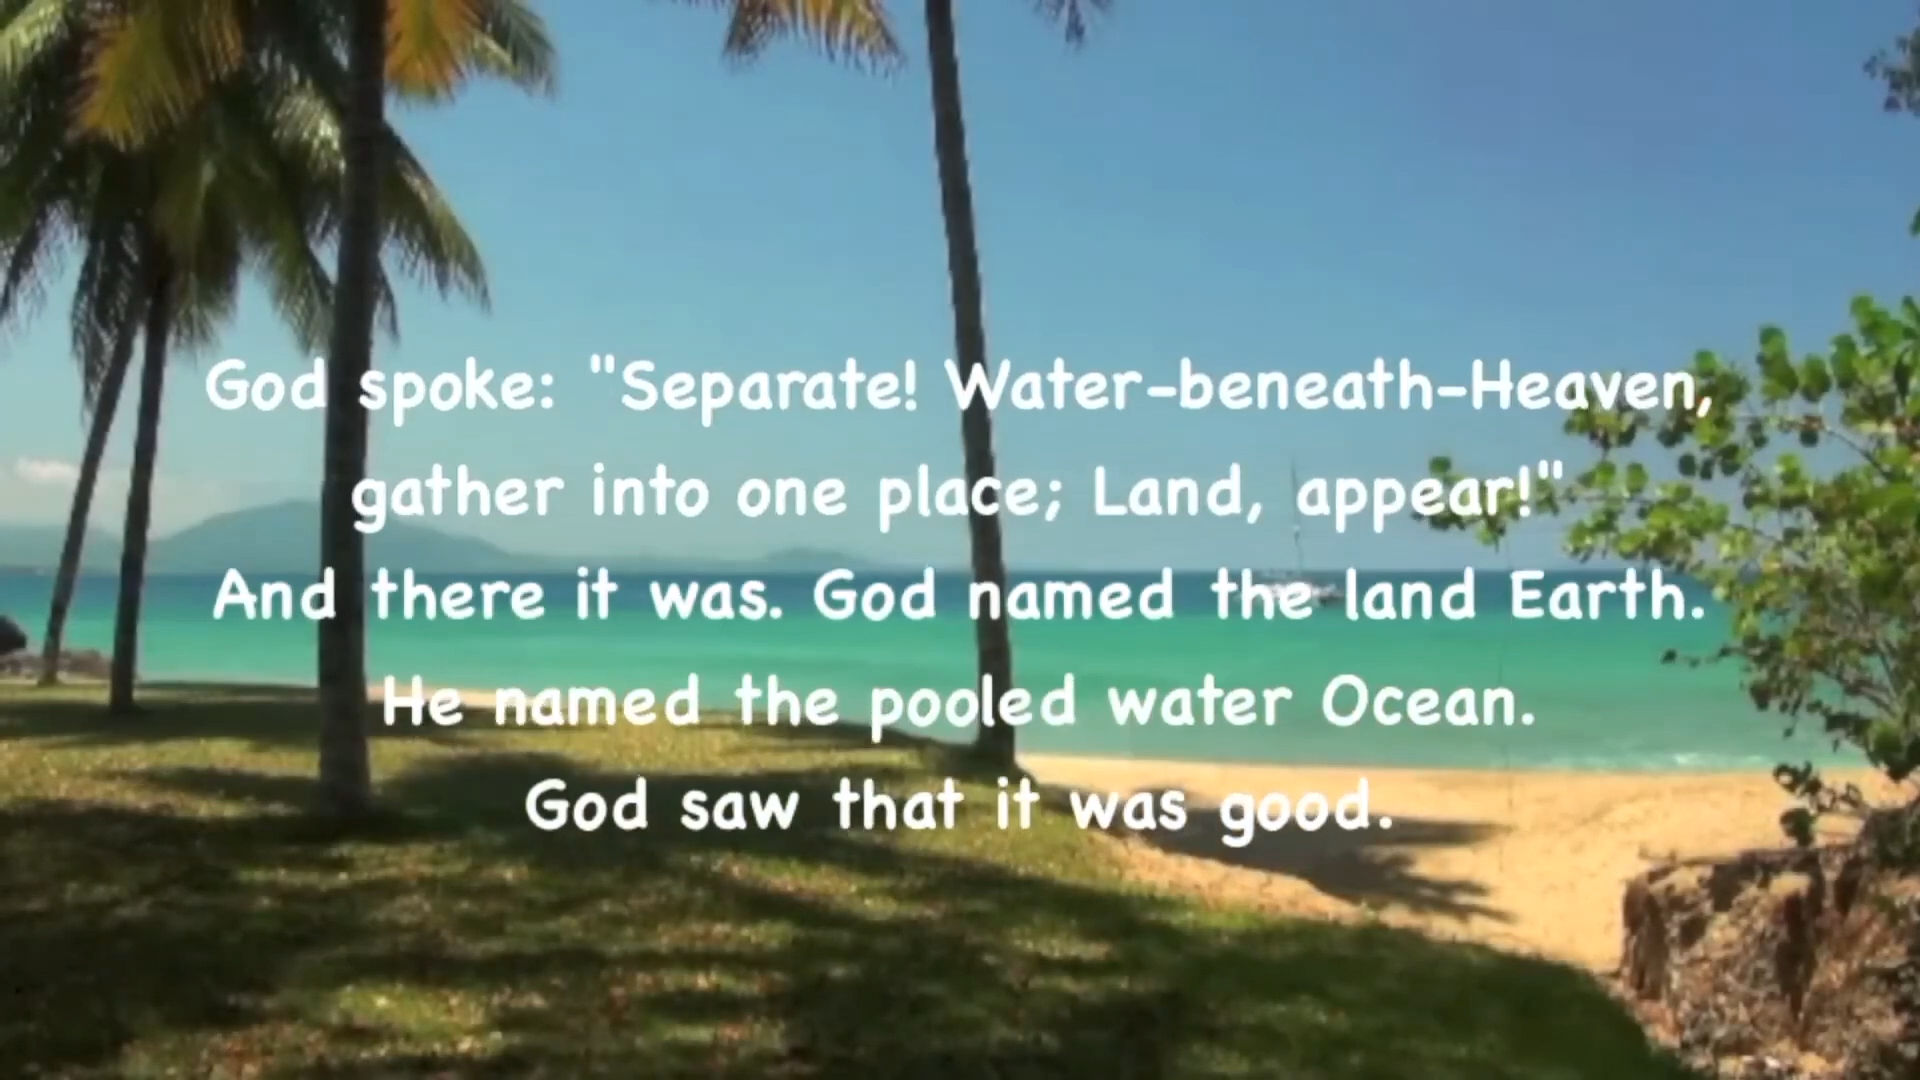 God spoke: "Separate! Water-beneath-Heaven,
gather into one place; Land, appear!"
And there it was. God named the land Earth.
He named the pooled water Ocean.
God saw that it was good.